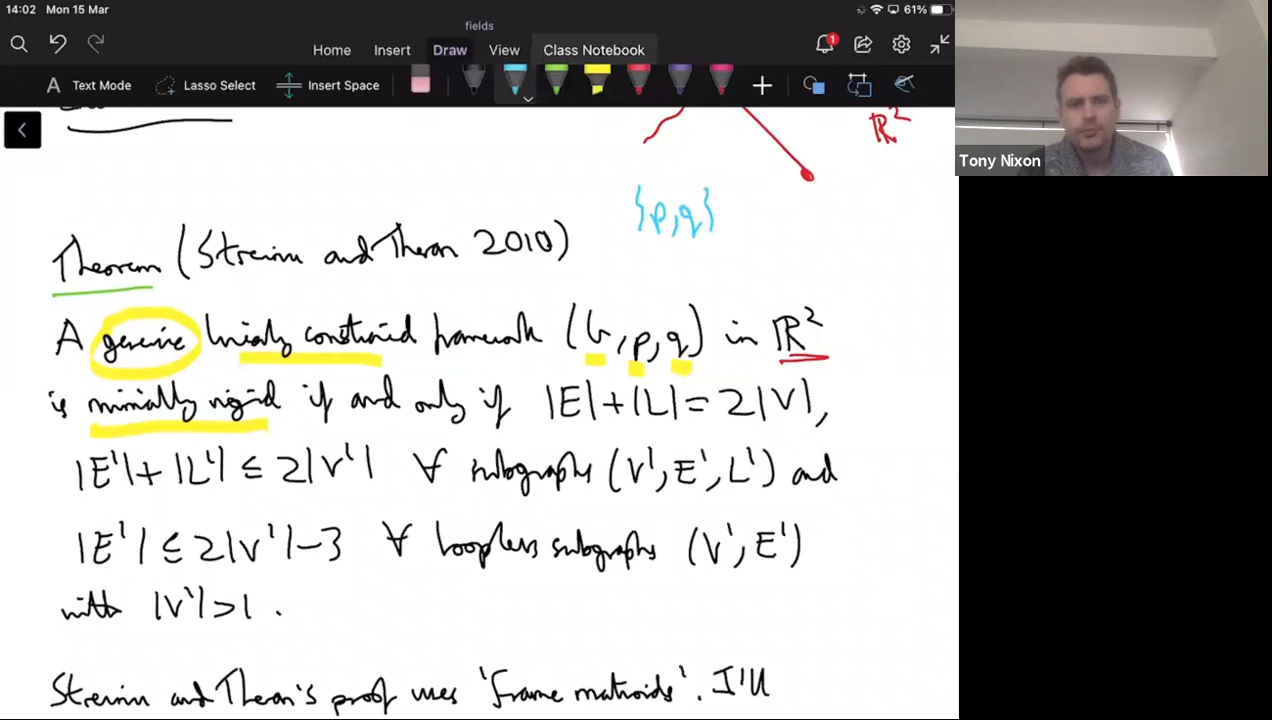 14:02 Mon 15 Mar
61%
fields
Home Insert Draw View Class Notebook
1
Text Mode Lasso Select Insert Space
ℝ²
Tony Nixon
{p,q}
Theorem (Streinu and Theran 2010)
A generic linearly constrained framework (G,p,q) in ℝ²
is minimally rigid if and only if |E|+|L|=2|V|,
|E'|+|L'| ≤ 2|V'| ∀ subgraphs (V',E',L') and
|E'| ≤ 2|V'|-3 ∀ loopless subgraphs (V',E')
with |V'|>1.
Streinu and Theran's proof uses 'frame matroids'. I'll